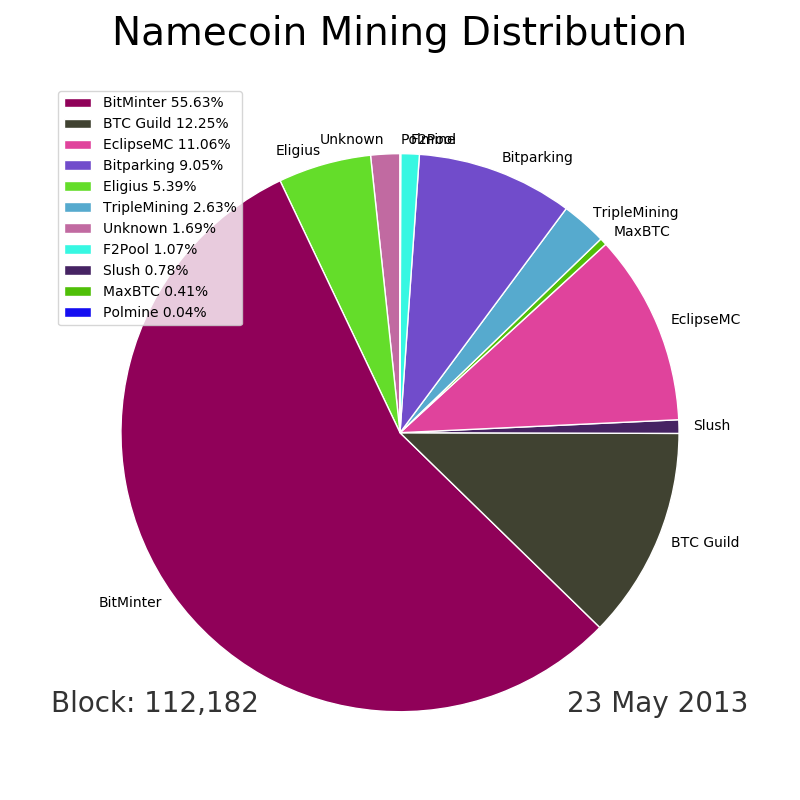 Namecoin Mining Distribution
BitMinter 55.63%
BTC Guild 12.25%
EclipseMC 11.06%
Bitparking 9.05%
Eligius 5.39%
TripleMining 2.63%
Unknown 1.69%
F2Pool 1.07%
Slush 0.78%
MaxBTC 0.41%
Polmine 0.04%
Unknown
Polmine
F2Pool
Eligius
Bitparking
TripleMining
MaxBTC
EclipseMC
Slush
BTC Guild
BitMinter
Block: 112,182
23 May 2013